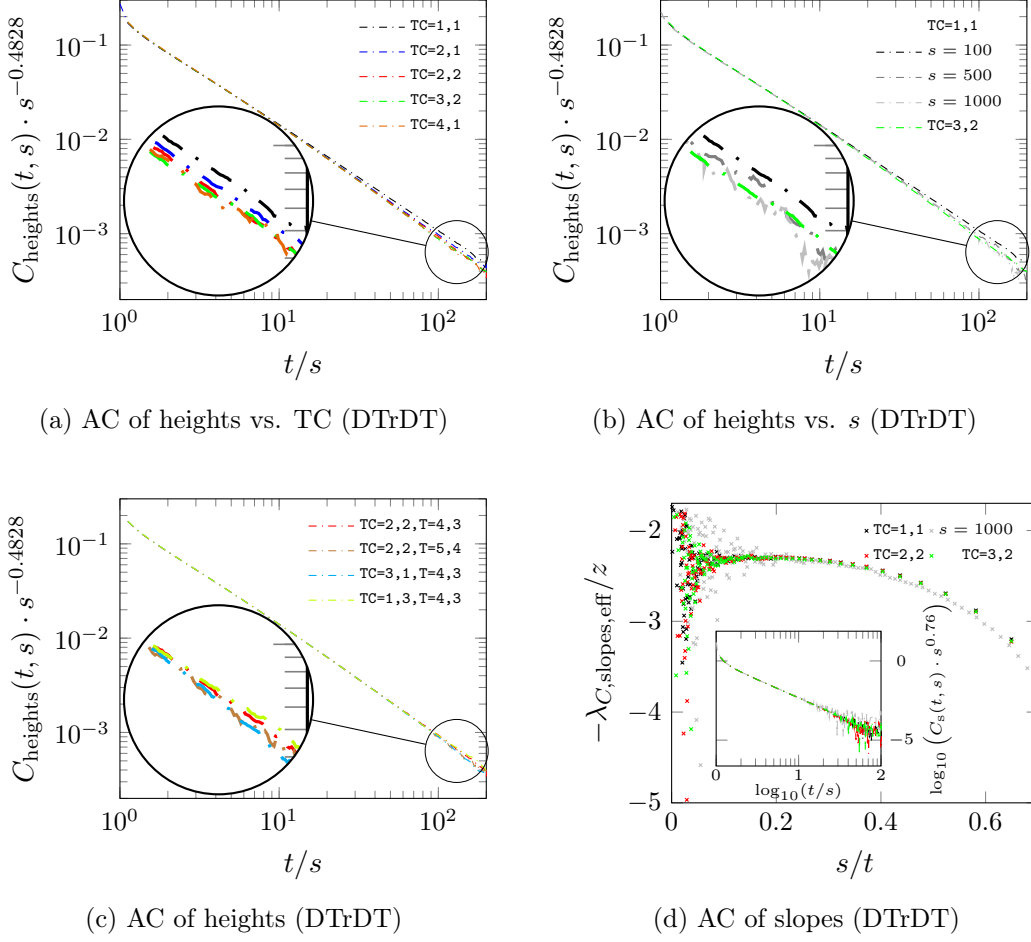 C_heights(t, s) · s^−0.4828
10^−1
10^−2
10^−3
10^0
10^1
10^2
t/s
TC=1,1
TC=2,1
TC=2,2
TC=3,2
TC=4,1
(a) AC of heights vs. TC (DTrDT)
C_heights(t, s) · s^−0.4828
10^−1
10^−2
10^−3
10^0
10^1
10^2
t/s
TC=1,1
s = 100
s = 500
s = 1000
TC=3,2
(b) AC of heights vs. s (DTrDT)
C_heights(t, s) · s^−0.4828
10^−1
10^−2
10^−3
10^0
10^1
10^2
t/s
TC=2,2,T=4,3
TC=2,2,T=5,4
TC=3,1,T=4,3
TC=1,3,T=4,3
(c) AC of heights (DTrDT)
−λ_C,slopes,eff/z
−2
−3
−4
−5
0
0.2
0.4
0.6
s/t
TC=1,1
s = 1000
TC=2,2
TC=3,2
0
−5
0
1
2
log_10(t/s)
log_10(C_s(t, s) · s^0.76)
(d) AC of slopes (DTrDT)